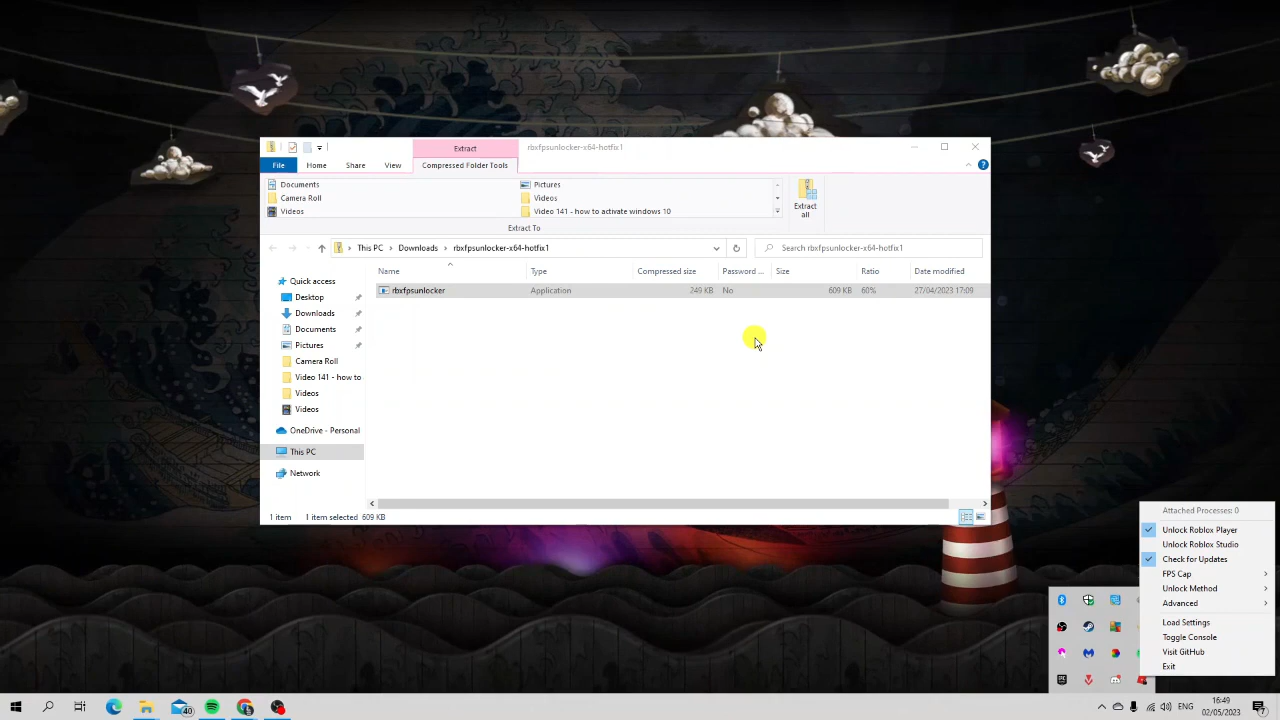 Extract
rbxfpsunlocker-x64-hotfix1
File
Home
Share
View
Compressed Folder Tools
Documents
Pictures
Camera Roll
Videos
Videos
Video 141 - how to activate windows 10
Extract To
Extract all
This PC
Downloads
rbxfpsunlocker-x64-hotfix1
Search rbxfpsunlocker-x64-hotfix1
Name
Type
Compressed size
Password ...
Size
Ratio
Date modified
rbxfpsunlocker
Application
249 KB
No
609 KB
60%
27/04/2023 17:09
Quick access
Desktop
Downloads
Documents
Pictures
Camera Roll
Video 141 - how to
Videos
Videos
OneDrive - Personal
This PC
Network
1 item
1 item selected 609 KB
Attached Processes: 0
Unlock Roblox Player
Unlock Roblox Studio
Check for Updates
FPS Cap
Unlock Method
Advanced
Load Settings
Toggle Console
Visit GitHub
Exit
40
ENG
16:49
02/05/2023
7